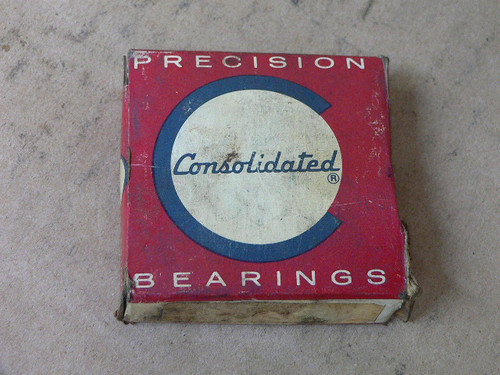 PRECISION
Consolidated
®
BEARINGS